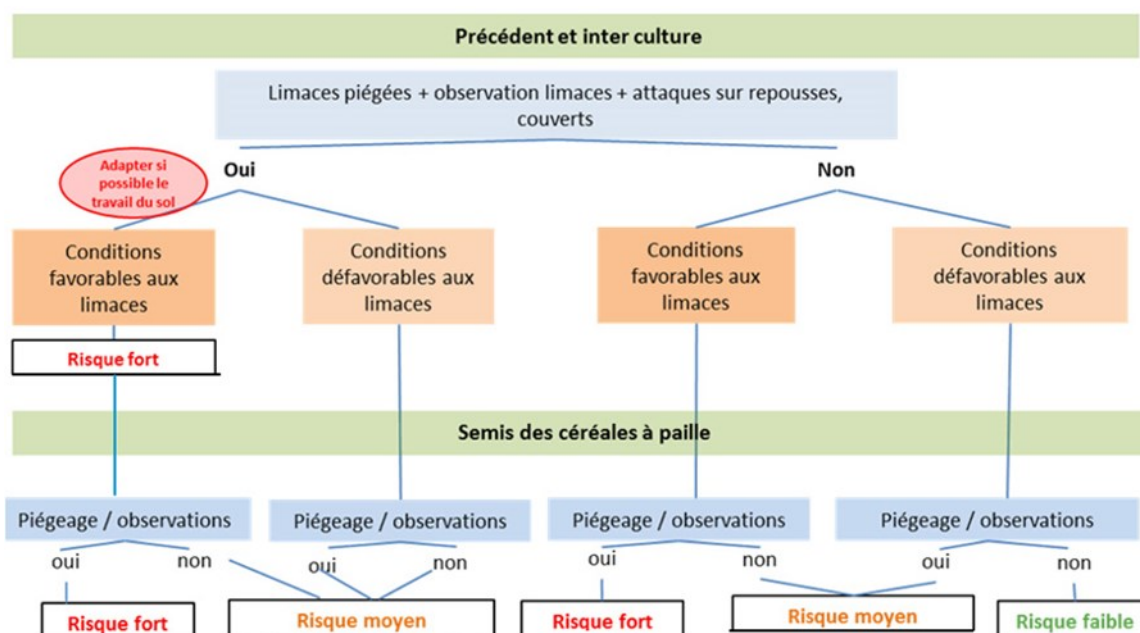 Précédent et inter culture
Limaces piégées + observation limaces + attaques sur repousses,
couverts
Adapter si
possible le
travail du sol
Oui
Non
Conditions
favorables aux
limaces
Conditions
défavorables aux
limaces
Conditions
favorables aux
limaces
Conditions
défavorables aux
limaces
Risque fort
Semis des céréales à paille
Piégeage / observations
Piégeage / observations
Piégeage / observations
Piégeage / observations
oui
non
oui
non
oui
non
oui
non
Risque fort
Risque moyen
Risque fort
Risque moyen
Risque faible